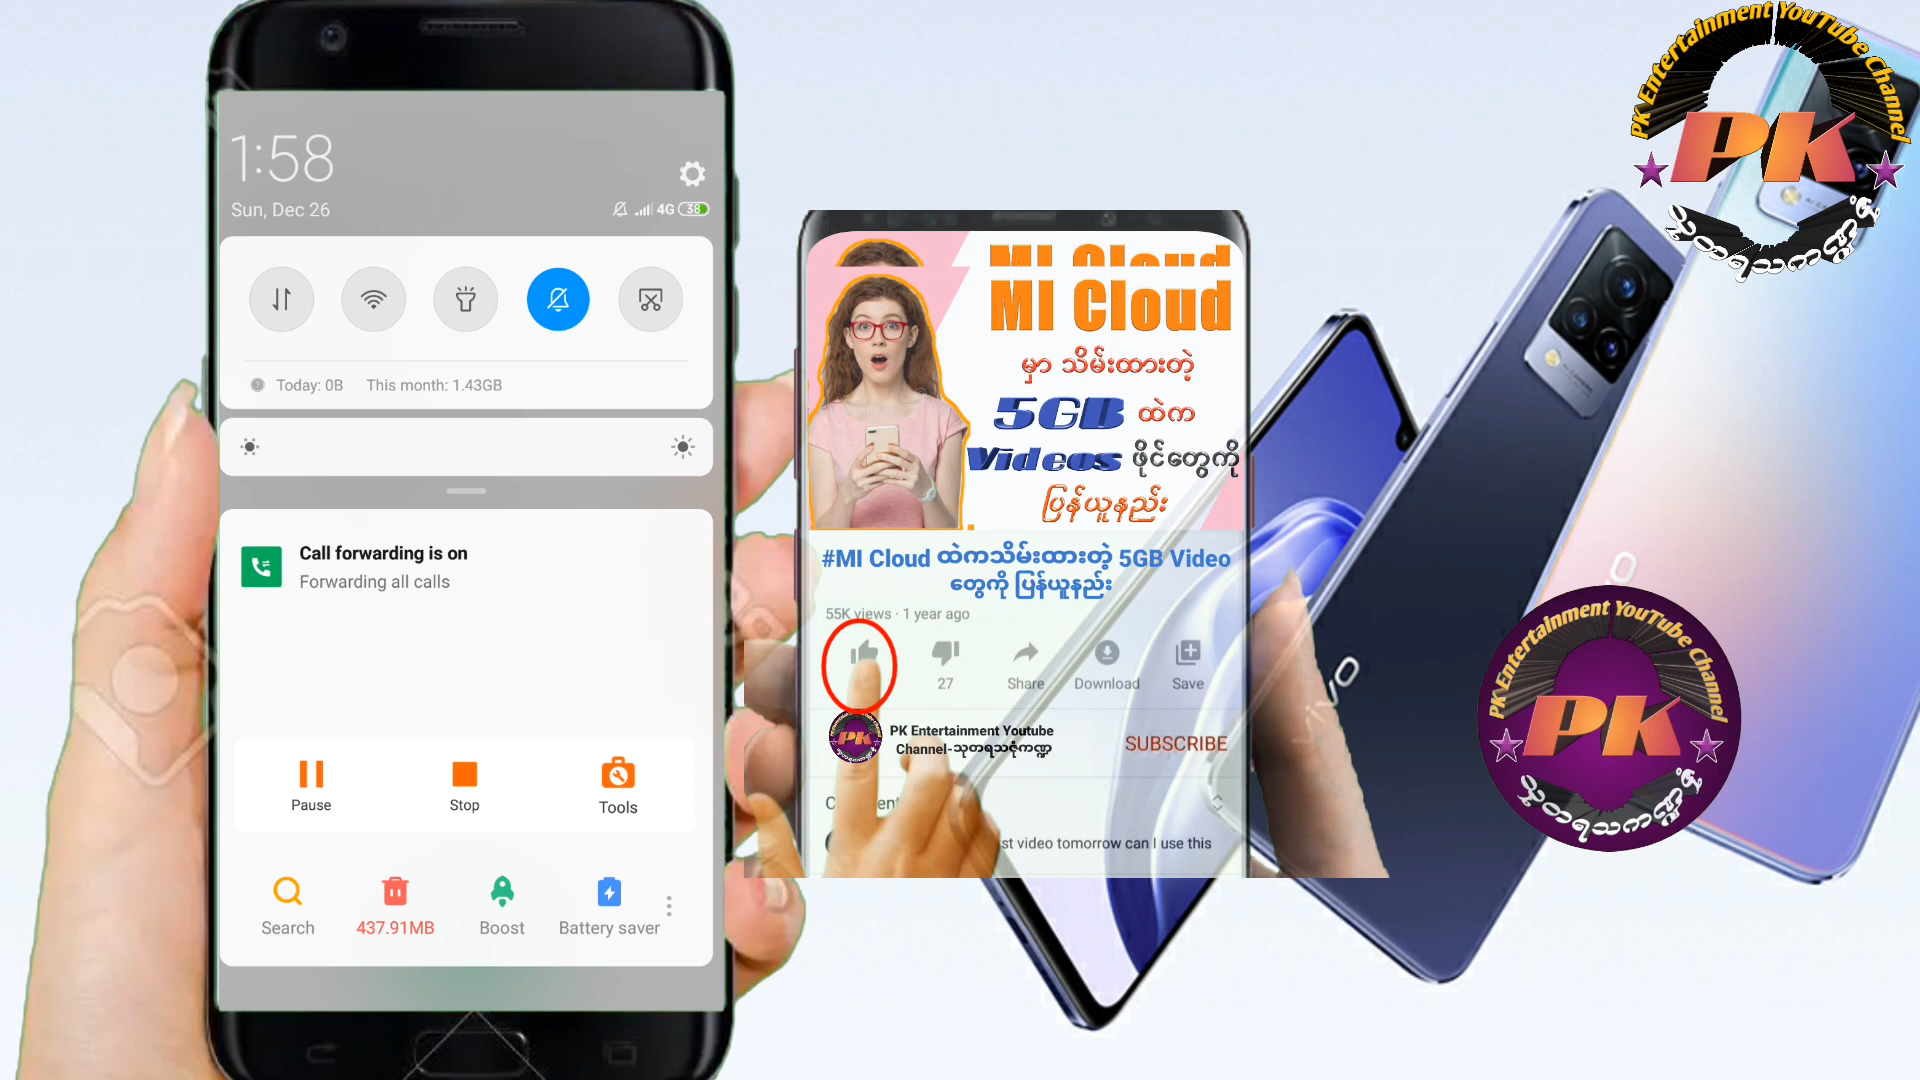 1:58
Sun, Dec 26
4G 38
Today: 0B This month: 1.43GB
Call forwarding is on
Forwarding all calls
Pause Stop Tools
Search 437.91MB Boost Battery saver
MI Cloud
MI Cloud
မှာ သိမ်းထားတဲ့
5GB ထဲက
Videos ဖိုင်တွေကို
ပြန်ယူနည်း
#MI Cloud ထဲကသိမ်းထားတဲ့ 5GB Video
တွေကို ပြန်ယူနည်း
55K views · 1 year ago
27 Share Download Save
PK Entertainment Youtube
Channel-သုတရသဇုံကဏ္ဍ
SUBSCRIBE
st video tomorrow can I use this
PK Entertainment YouTube Channel
PK
PK Entertainment YouTube Channel
PK
vivo